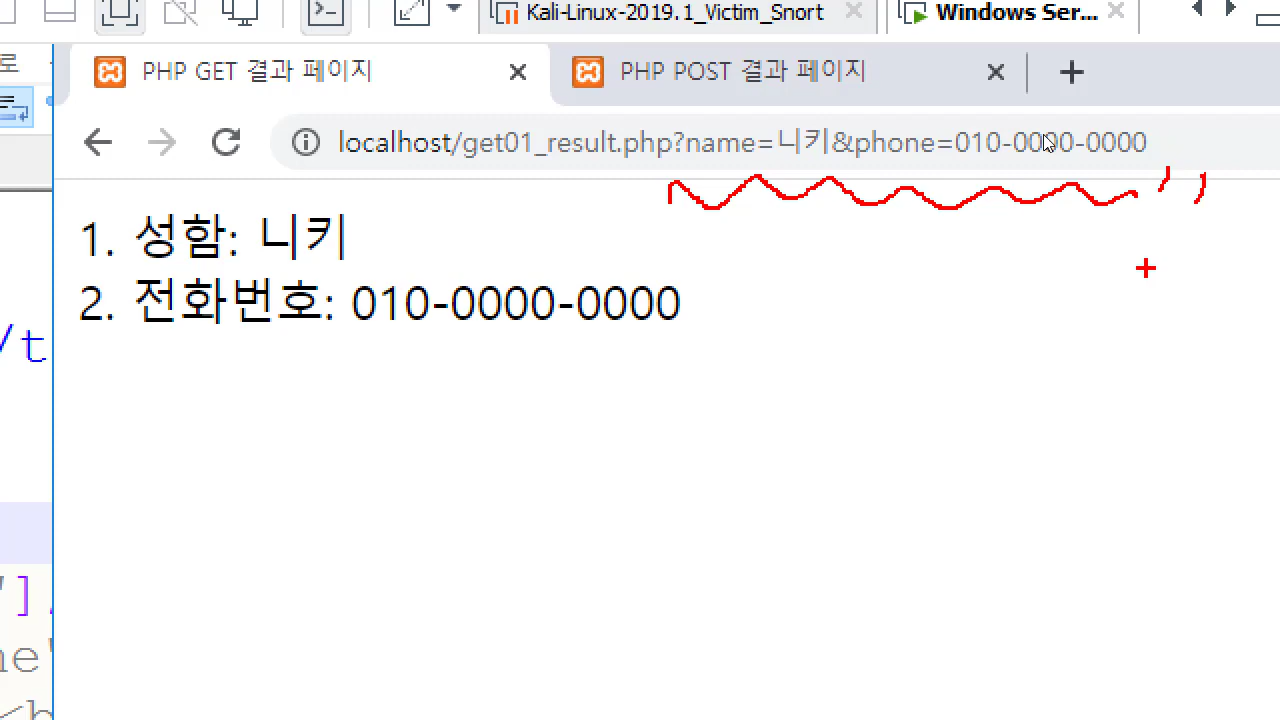 Kali-Linux-2019.1_Victim_Snort
Windows Ser...
로
PHP GET 결과 페이지
PHP POST 결과 페이지
localhost/get01_result.php?name=니키&phone=010-0000-0000
1. 성함: 니키
2. 전화번호: 010-0000-0000
/t
"]
ne"
<b